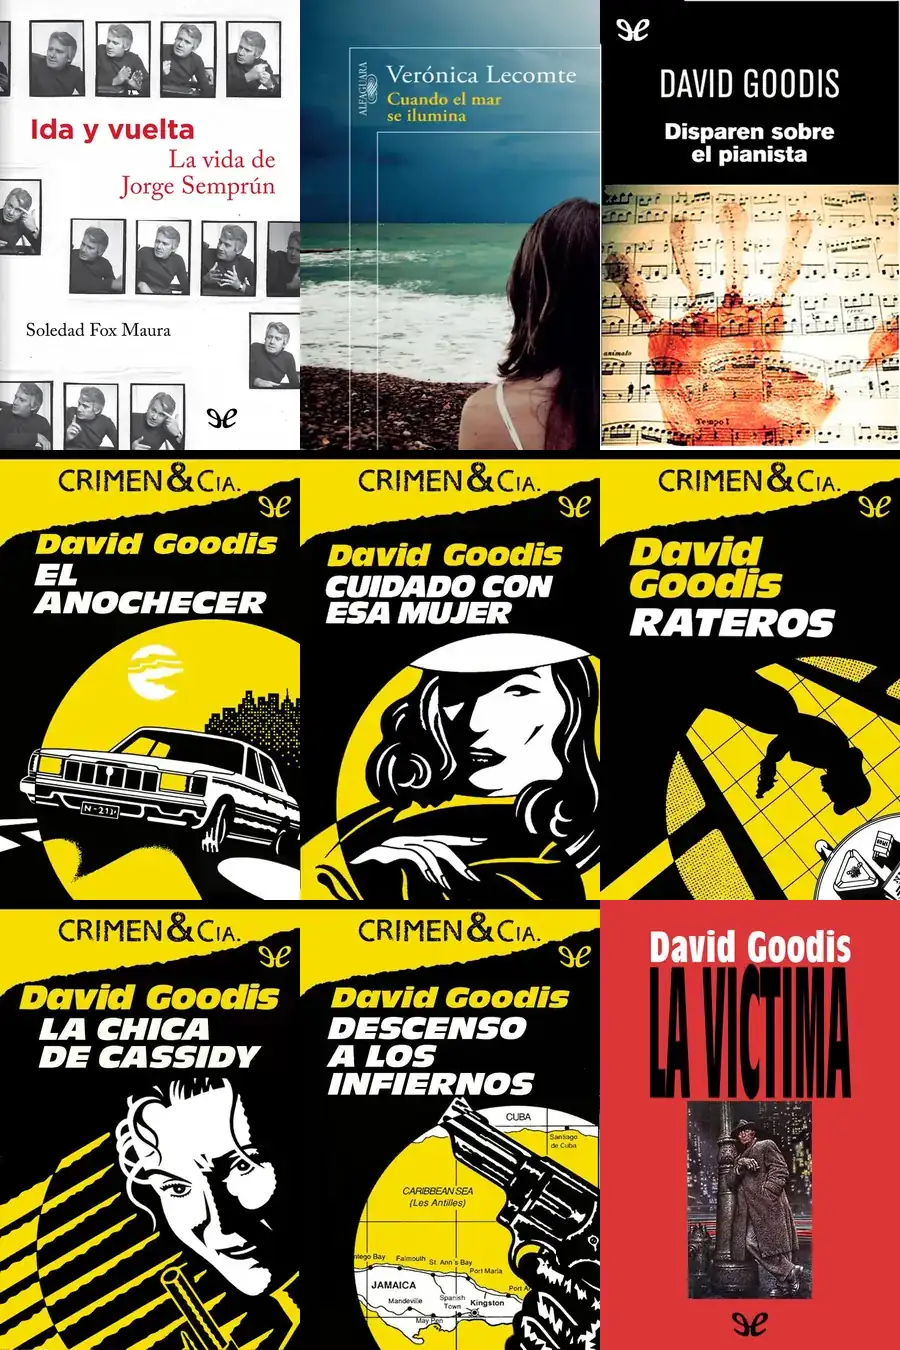 Ida y vuelta
La vida de
Jorge Semprún
Soledad Fox Maura
ALFAGUARA
Verónica Lecomte
Cuando el mar
se ilumina
DAVID GOODIS
Disparen sobre
el pianista
animato
Tempo I
CRIMEN & CIA.
David Goodis
EL
ANOCHECER
CRIMEN & CIA.
David Goodis
CUIDADO CON
ESA MUJER
CRIMEN & CIA.
David
Goodis
RATEROS
CRIMEN & CIA.
David Goodis
LA CHICA
DE CASSIDY
CRIMEN & CIA.
David Goodis
DESCENSO
A LOS
INFIERNOS
CUBA
Santiago
de Cuba
CARIBBEAN SEA
(Les Antilles)
Bay
Falmouth
St. Ann's Bay
Port Maria
Port
JAMAICA
Mandeville
Spanish
Town
Kingston
May Pen
David Goodis
LA VICTIMA